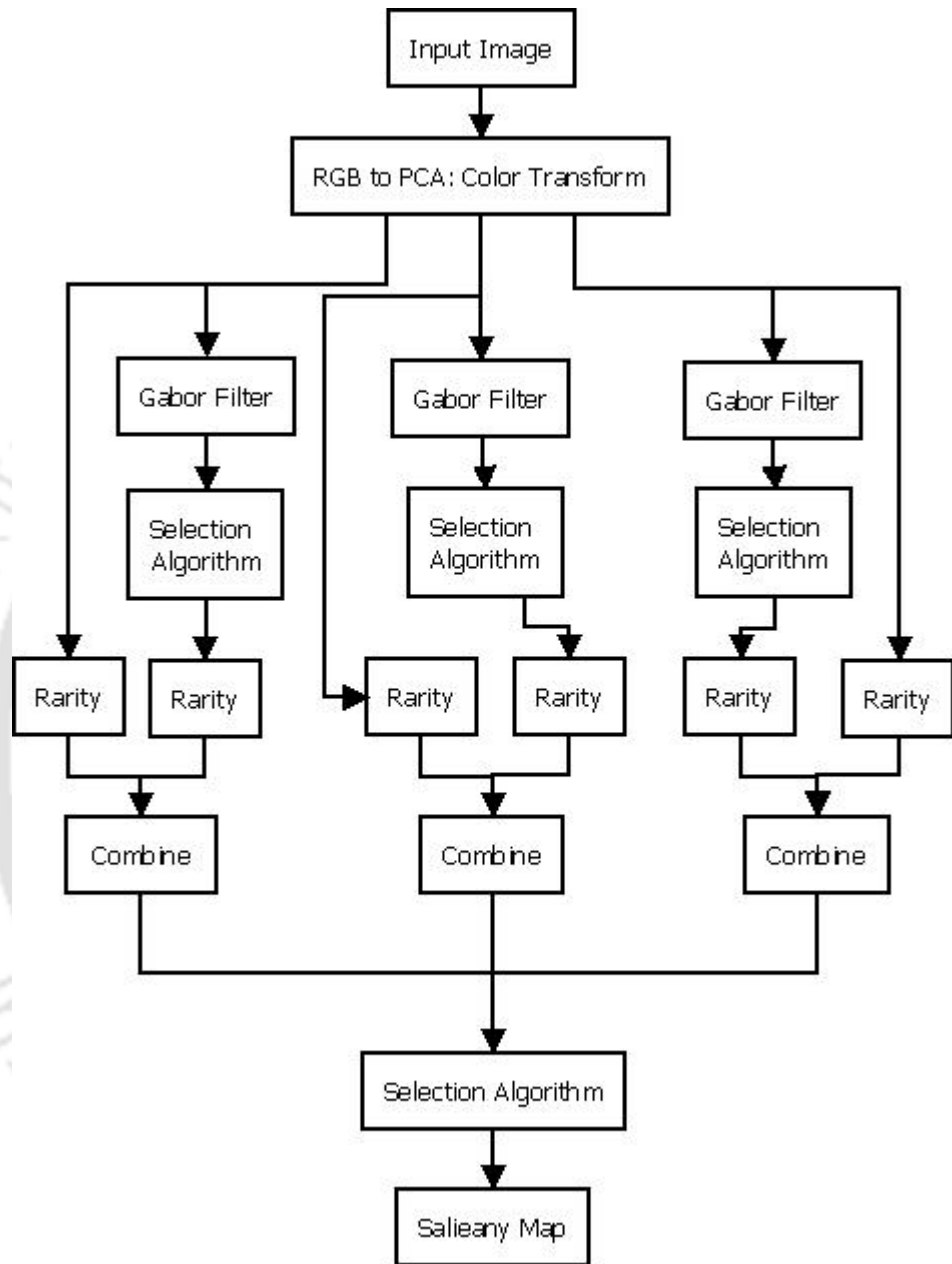 Input Image
RGB to PCA: Color Transform
Gabor Filter
Gabor Filter
Gabor Filter
Selection
Algorithm
Selection
Algorithm
Selection
Algorithm
Rarity
Rarity
Rarity
Rarity
Rarity
Rarity
Combine
Combine
Combine
Selection Algorithm
Salieany Map